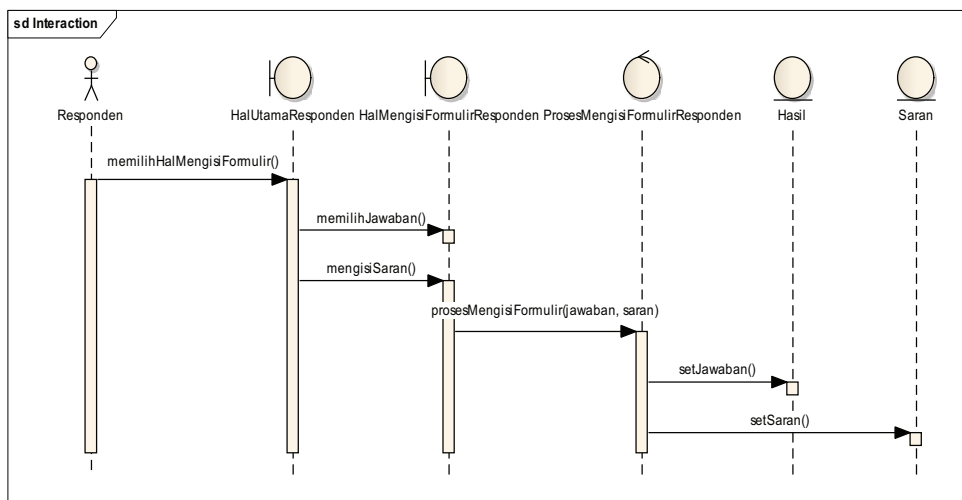 sd Interaction
Responden
HalUtamaResponden
HalMengisiFormulirResponden
ProsesMengisiFormulirResponden
Hasil
Saran
memilihHalMengisiFormulir()
memilihJawaban()
mengisiSaran()
prosesMengisiFormulir(jawaban, saran)
setJawaban()
setSaran()